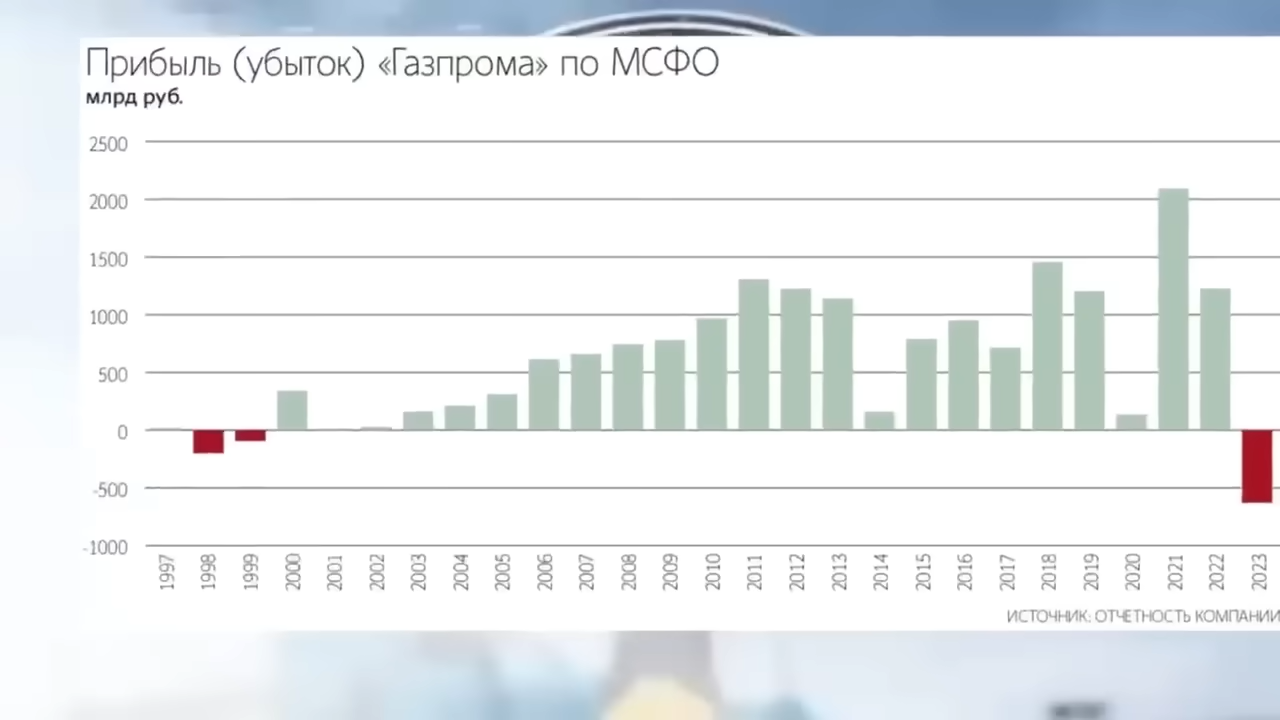 Прибыль (убыток) «Газпрома» по МСФО
млрд руб.
2500
2000
1500
1000
500
0
-500
-1000
1997 1998 1999 2000 2001 2002 2003 2004 2005 2006 2007 2008 2009 2010 2011 2012 2013 2014 2015 2016 2017 2018 2019 2020 2021 2022 2023
ИСТОЧНИК: ОТЧЕТНОСТЬ КОМПАНИИ